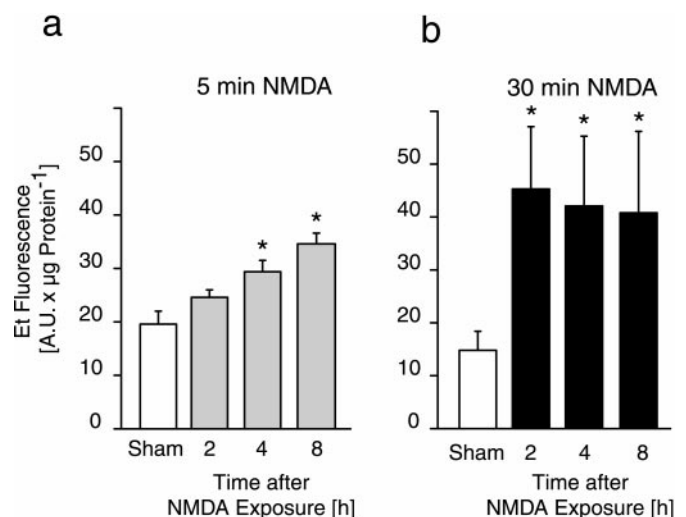 a
5 min NMDA
Et Fluorescence
[A.U. x µg Protein⁻¹]
50
40
30
20
10
0
*
*
Sham 2 4 8
Time after
NMDA Exposure [h]
b
30 min NMDA
50
40
30
20
10
0
* * *
Sham 2 4 8
Time after
NMDA Exposure [h]